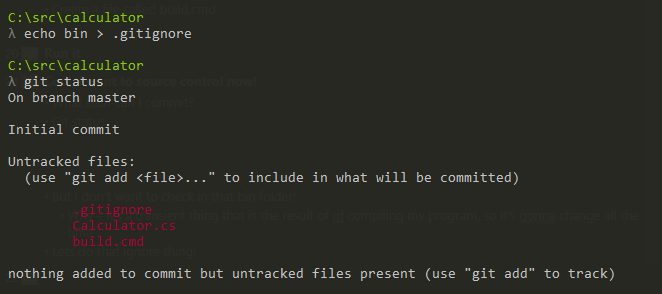 C:\src\calculator
λ echo bin > .gitignore
C:\src\calculator
λ git status
On branch master
Initial commit
Untracked files:
(use "git add <file>..." to include in what will be committed)
.gitignore
Calculator.cs
build.cmd
nothing added to commit but untracked files present (use "git add" to track)